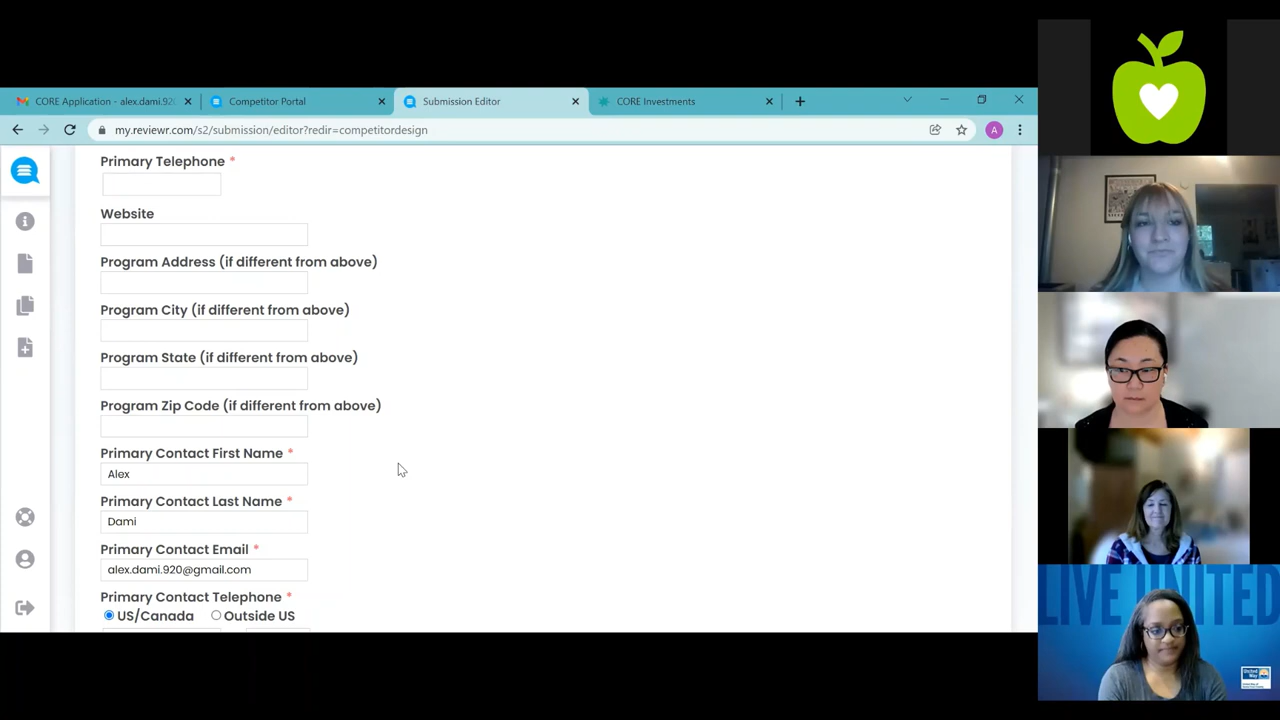 CORE Application - alex.dami.920
Competitor Portal
Submission Editor
CORE Investments
my.reviewr.com/s2/submission/editor?redir=competitordesign
A
Primary Telephone *
Website
Program Address (if different from above)
Program City (if different from above)
Program State (if different from above)
Program Zip Code (if different from above)
Primary Contact First Name *
Alex
Primary Contact Last Name *
Dami
Primary Contact Email *
alex.dami.920@gmail.com
Primary Contact Telephone *
US/Canada Outside US
LIVE UNITED
United
Way